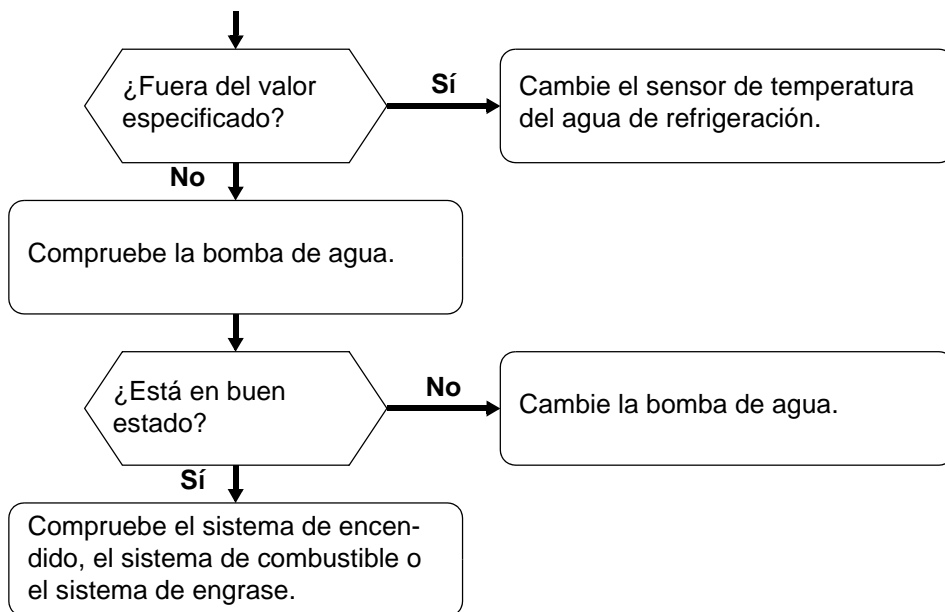 ¿Fuera del valor
especificado?
Sí
Cambie el sensor de temperatura
del agua de refrigeración.
No
Compruebe la bomba de agua.
¿Está en buen
estado?
No
Cambie la bomba de agua.
Sí
Compruebe el sistema de encen-
dido, el sistema de combustible o
el sistema de engrase.